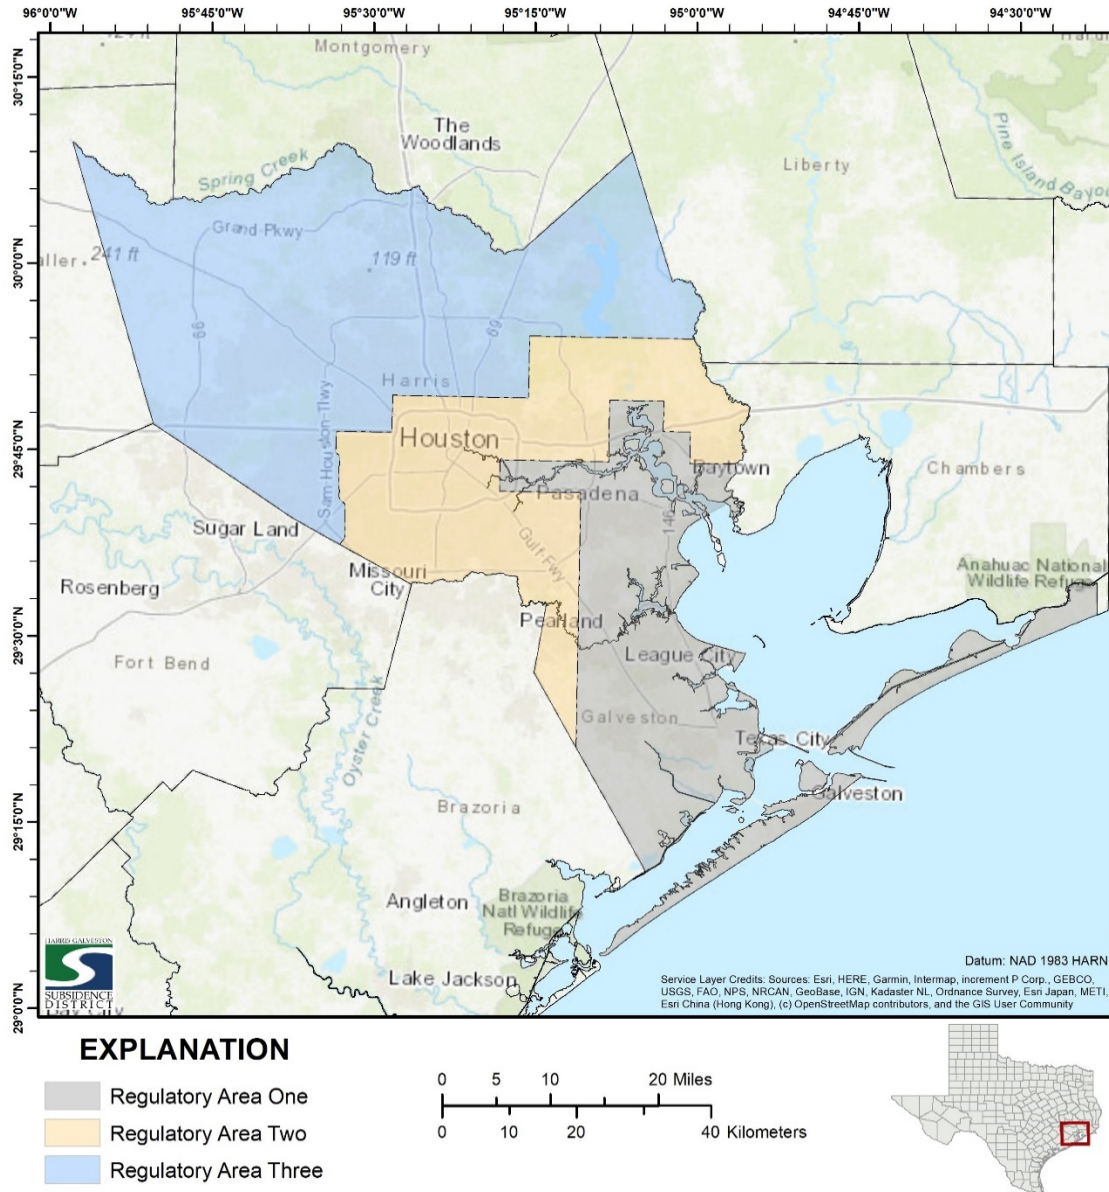 96°0'0"W 95°45'0"W 95°30'0"W 95°15'0"W 95°0'0"W 94°45'0"W 94°30'0"W
30°15'0"N
30°0'0"N
29°45'0"N
29°30'0"N
29°15'0"N
29°0'0"N
Montgomery
The
Woodlands
Spring Creek
Liberty
Pine Island Bayou
Grand Pkwy
241 ft
119 ft
aller
99
69
Harris
Sam Houston Tlwy
Houston
Baytown
Chambers
Pasadena
146
Sugar Land
Gulf Fwy
Missouri
City
Rosenberg
Anahuac National
Wildlife Refuge
Pearland
Fort Bend
League City
Oyster Creek
Galveston
Texas City
Galveston
Brazoria
Angleton
Brazoria
Natl Wildlife
Refuge
Lake Jackson
Bay City
HARRIS GALVESTON
SUBSIDENCE
DISTRICT
Datum: NAD 1983 HARN
Service Layer Credits: Sources: Esri, HERE, Garmin, Intermap, increment P Corp., GEBCO,
USGS, FAO, NPS, NRCAN, GeoBase, IGN, Kadaster NL, Ordnance Survey, Esri Japan, METI,
Esri China (Hong Kong), (c) OpenStreetMap contributors, and the GIS User Community
EXPLANATION
Regulatory Area One
Regulatory Area Two
Regulatory Area Three
0 5 10 20 Miles
0 10 20 40 Kilometers